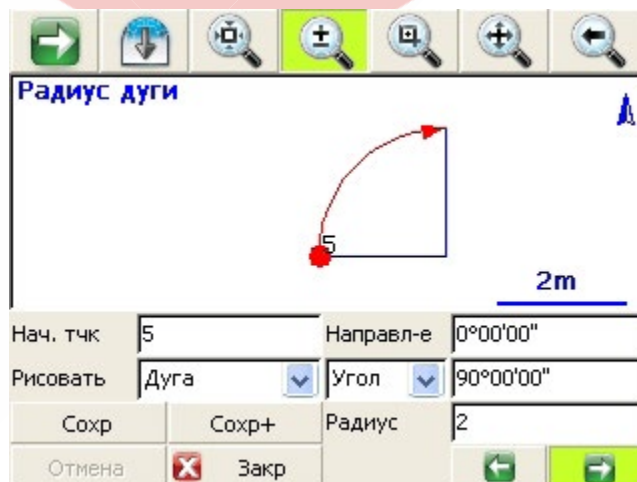 Радиус дуги
5
2m
Нач. тчк 5 Направл-е 0°00'00"
Рисовать Дуга Угол 90°00'00"
Сохр Сохр+ Радиус 2
Отмена Закр